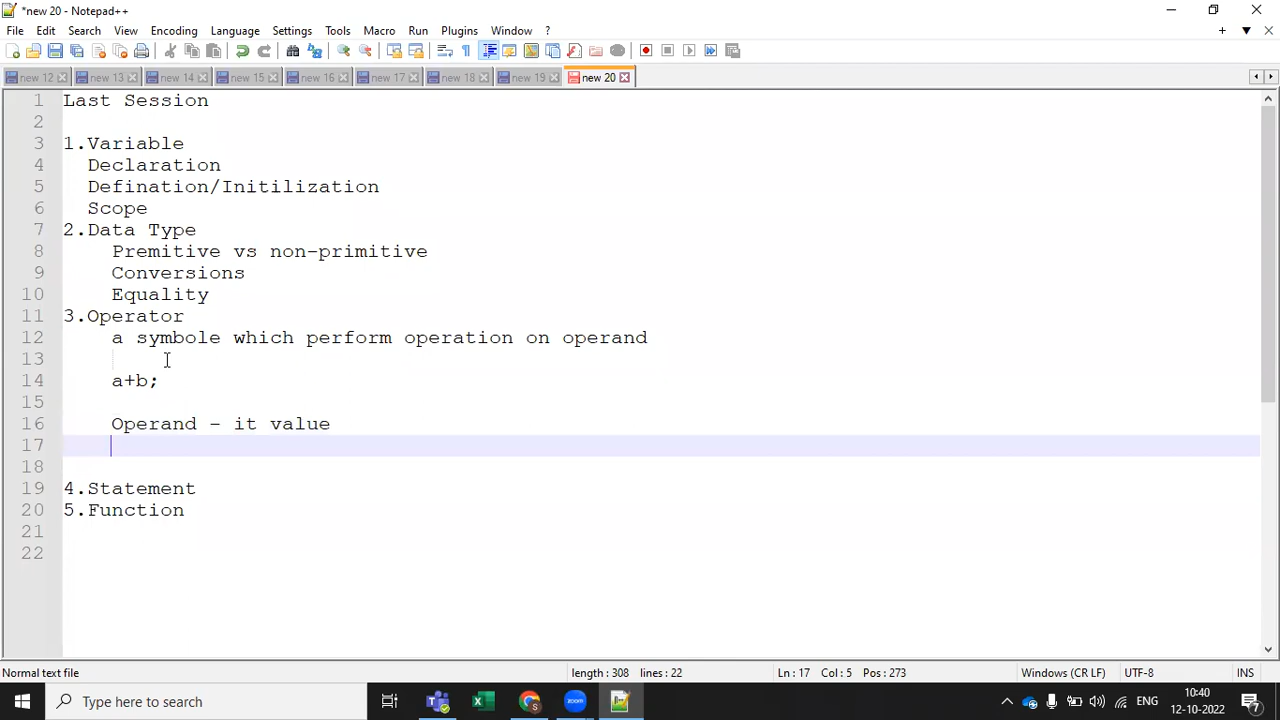 *new 20 - Notepad++
File Edit Search View Encoding Language Settings Tools Macro Run Plugins Window ?
new 12 new 13 new 14 new 15 new 16 new 17 new 18 new 19 new 20
1 Last Session
2
3 1.Variable
4 Declaration
5 Defination/Initilization
6 Scope
7 2.Data Type
8 Premitive vs non-primitive
9 Conversions
10 Equality
11 3.Operator
12 a symbole which perform operation on operand
13
14 a+b;
15
16 Operand - it value
17
18
19 4.Statement
20 5.Function
21
22
Normal text file length : 308 lines : 22 Ln : 17 Col : 5 Pos : 273 Windows (CR LF) UTF-8 INS
Type here to search ENG 10:40
12-10-2022 7